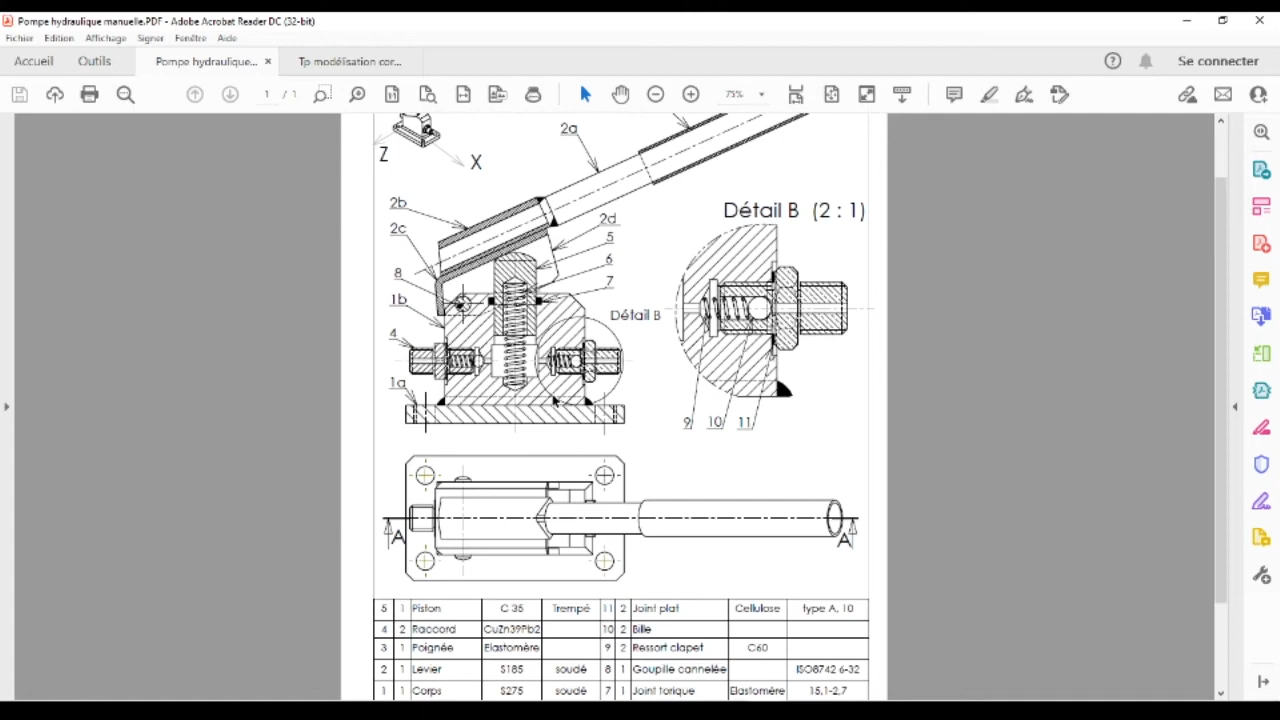 Pompe hydraulique manuelle.PDF - Adobe Acrobat Reader DC (32-bit)
Fichier Edition Affichage Signer Fenêtre Aide
Accueil Outils Pompe hydraulique... × Tp modélisation cor... Se connecter
1 / 1 75%
2a
Z X
2b
2c
2d
5
6
7
8
1b
4
1a
Détail B
Détail B (2 : 1)
9 10 11
A A
5 1 Piston C 35 Trempé 11 2 Joint plat Cellulose type A, 10
4 2 Raccord CuZn39Pb2 10 2 Bille
3 1 Poignée Elastomère 9 2 Ressort clapet C60
2 1 Levier S185 soudé 8 1 Goupille cannelée ISO8742 6-32
1 1 Corps S275 soudé 7 1 Joint torique Elastomère 15,1-2,7